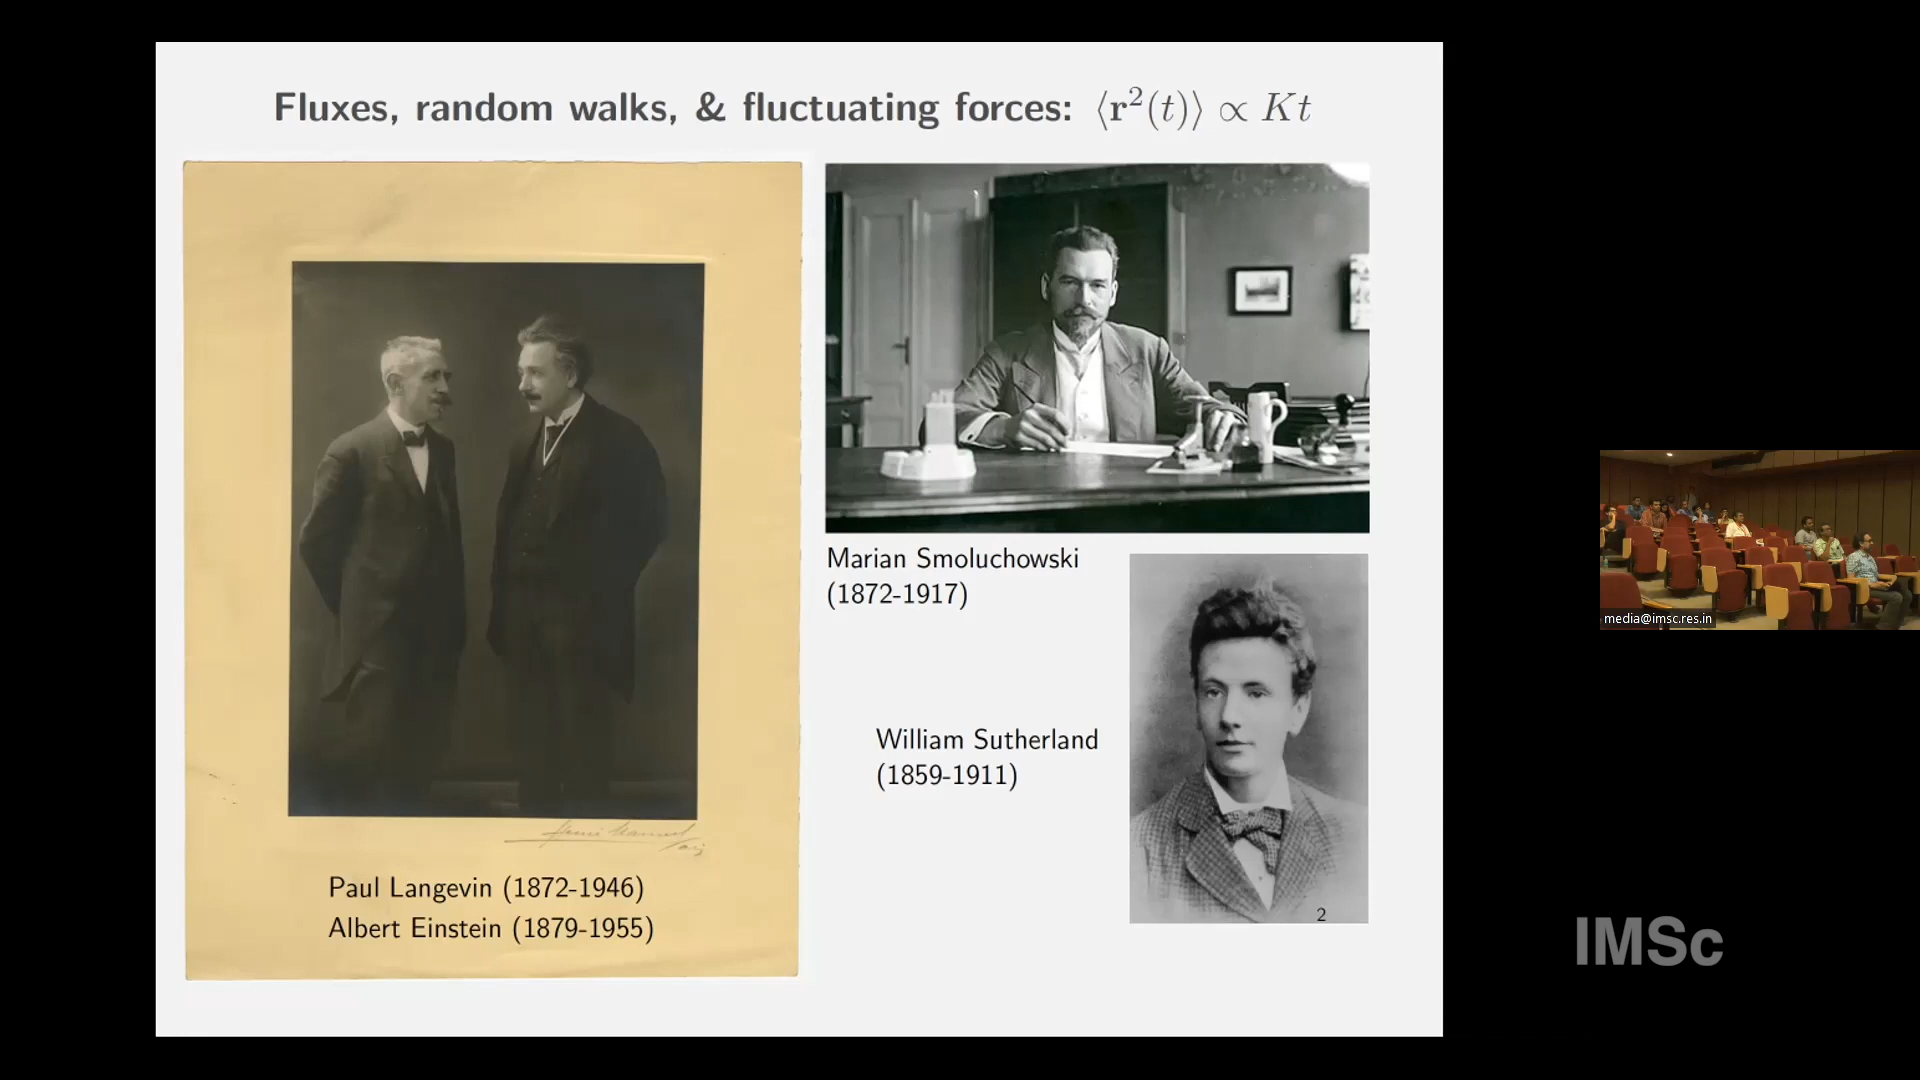 Fluxes, random walks, & fluctuating forces: ⟨r²(t)⟩ ∝ Kt
Marian Smoluchowski
(1872-1917)
William Sutherland
(1859-1911)
Paul Langevin (1872-1946)
Albert Einstein (1879-1955)
2
media@imsc.res.in
IMSc